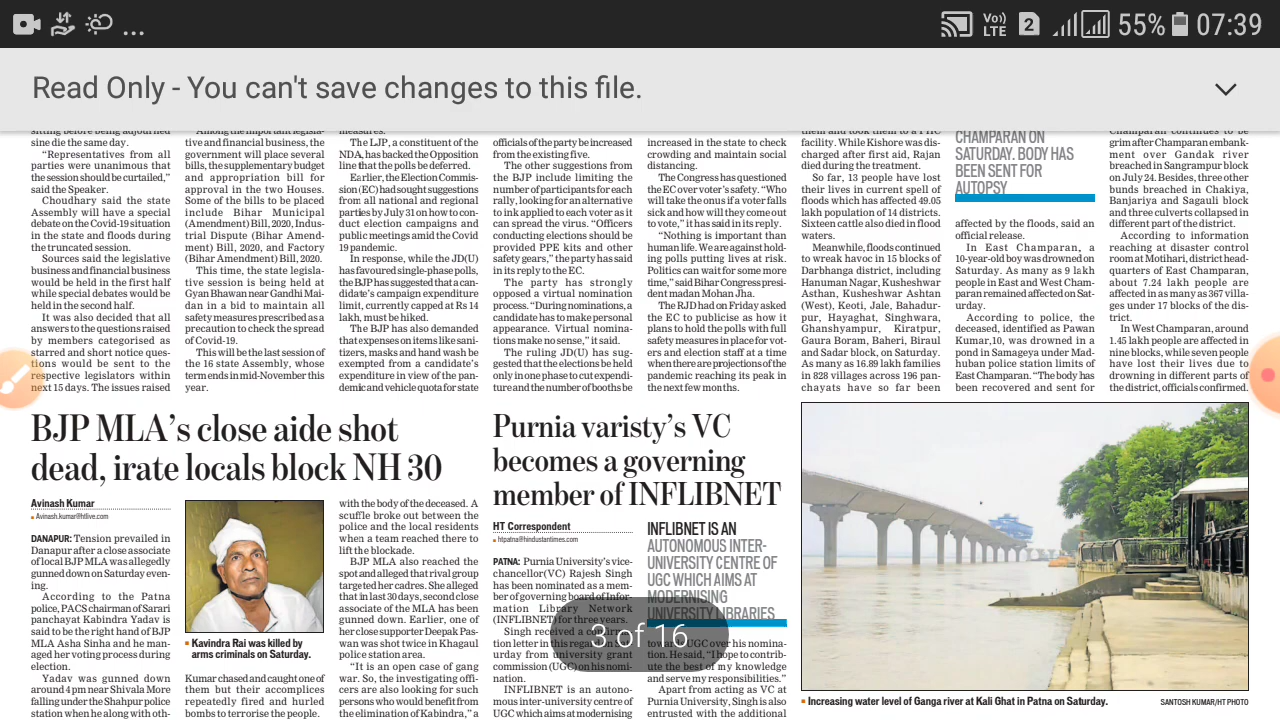 ... Vo)) LTE 2 55% 07:39
Read Only - You can't save changes to this file.
sitting before being adjourned
sine die the same day.
"Representatives from all
parties were unanimous that
the session should be curtailed,"
said the Speaker.
Choudhary said the state
Assembly will have a special
debate on the Covid-19 situation
in the state and floods during
the truncated session.
Sources said the legislative
business and financial business
would be held in the first half
while special debates would be
held in the second half.
It was also decided that all
answers to the questions raised
by members categorised as
starred and short notice ques-
tions would be sent to the
respective legislators within
next 15 days. The issues raised
Among the important legisla-
tive and financial business, the
government will place several
bills, the supplementary budget
and appropriation bill for
approval in the two Houses.
Some of the bills to be placed
include Bihar Municipal
(Amendment) Bill, 2020, Indus-
trial Dispute (Bihar Amend-
ment) Bill, 2020, and Factory
(Bihar Amendment) Bill, 2020.
This time, the state legisla-
tive session is being held at
Gyan Bhawan near Gandhi Mai-
dan in a bid to maintain all
safety measures prescribed as a
precaution to check the spread
of Covid-19.
This will be the last session of
the 16 state Assembly, whose
term ends in mid-November this
year.
measures.
The LJP, a constituent of the
NDA, has backed the Opposition
line that the polls be deferred.
Earlier, the Election Commis-
sion (EC) had sought suggestions
from all national and regional
parties by July 31 on how to con-
duct election campaigns and
public meetings amid the Covid
19 pandemic.
In response, while the JD(U)
has favoured single-phase polls,
the BJP has suggested that a can-
didate's campaign expenditure
limit, currently capped at Rs 14
lakh, must be hiked.
The BJP has also demanded
that expenses on items like sani-
tizers, masks and hand wash be
exempted from a candidate's
expenditure in view of the pan-
demic and vehicle quota for state
officials of the party be increased
from the existing five.
The other suggestions from
the BJP include limiting the
number of participants for each
rally, looking for an alternative
to ink applied to each voter as it
can spread the virus. "Officers
conducting elections should be
provided PPE kits and other
safety gears," the party has said
in its reply to the EC.
The party has strongly
opposed a virtual nomination
process. "During nominations, a
candidate has to make personal
appearance. Virtual nomina-
tions make no sense," it said.
The ruling JD(U) has sug-
gested that the elections be held
only in one phase to cut expendi-
ture and the number of booths be
increased in the state to check
crowding and maintain social
distancing.
The Congress has questioned
the EC over voter's safety. "Who
will take the onus if a voter falls
sick and how will they come out
to vote," it has said in its reply.
"Nothing is important than
human life. We are against hold-
ing polls putting lives at risk.
Politics can wait for some more
time," said Bihar Congress presi-
dent madan Mohan Jha.
The RJD had on Friday asked
the EC to publicise as how it
plans to hold the polls with full
safety measures in place for vot-
ers and election staff at a time
when there are projections of the
pandemic reaching its peak in
the next few months.
them and took them to a PHC
facility. While Kishore was dis-
charged after first aid, Rajan
died during the treatment.
So far, 13 people have lost
their lives in current spell of
floods which has affected 49.05
lakh population of 14 districts.
Sixteen cattle also died in flood
waters.
Meanwhile, floods continued
to wreak havoc in 15 blocks of
Darbhanga district, including
Hanuman Nagar, Kusheshwar
Asthan, Kusheshwar Ashtan
(West), Keoti, Jale, Bahadur-
pur, Hayaghat, Singhwara,
Ghanshyampur, Kiratpur,
Gaura Boram, Baheri, Biraul
and Sadar block, on Saturday.
As many as 16.89 lakh families
in 828 villages across 196 pan-
chayats have so far been
CHAMPARAN ON
SATURDAY. BODY HAS
BEEN SENT FOR
AUTOPSY
affected by the floods, said an
official release.
In East Champaran, a
10-year-old boy was drowned on
Saturday. As many as 9 lakh
people in East and West Cham-
paran remained affected on Sat-
urday.
According to police, the
deceased, identified as Pawan
Kumar,10, was drowned in a
pond in Samageya under Mad-
huban police station limits of
East Champaran. "The body has
been recovered and sent for
Champaran continues to be
grim after Champaran embank-
ment over Gandak river
breached in Sangrampur block
on July 24. Besides, three other
bunds breached in Chakiya,
Banjariya and Sagauli block
and three culverts collapsed in
different part of the district.
According to information
reaching at disaster control
room at Motihari, district head-
quarters of East Champaran,
about 7.24 lakh people are
affected in as many as 367 villa-
ges under 17 blocks of the dis-
trict.
In West Champaran, around
1.45 lakh people are affected in
nine blocks, while seven people
have lost their lives due to
drowning in different parts of
the district, officials confirmed.
BJP MLA's close aide shot
dead, irate locals block NH 30
Avinash Kumar
Avinash.kumar@htlive.com
DANAPUR: Tension prevailed in
Danapur after a close associate
of local BJP MLA was allegedly
gunned down on Saturday even-
ing.
According to the Patna
police, PACS chairman of Sarari
panchayat Kabindra Yadav is
said to be the right hand of BJP
MLA Asha Sinha and he man-
aged her voting process during
election.
Yadav was gunned down
around 4 pm near Shivala More
falling under the Shahpur police
station when he along with oth-
Kavindra Rai was killed by
arms criminals on Saturday.
Kumar chased and caught one of
them but their accomplices
repeatedly fired and hurled
bombs to terrorise the people.
with the body of the deceased. A
scuffle broke out between the
police and the local residents
when a team reached there to
lift the blockade.
BJP MLA also reached the
spot and alleged that rival group
targeted her cadres. She alleged
that in last 30 days, second close
associate of the MLA has been
gunned down. Earlier, one of
her close supporter Deepak Pas-
wan was shot twice in Khagaul
police station area.
"It is an open case of gang
war. So, the investigating offi-
cers are also looking for such
persons who would benefit from
the elimination of Kabindra," a
Purnia varisty's VC
becomes a governing
member of INFLIBNET
HT Correspondent
htpatna@hindustantimes.com
PATNA: Purnia University's vice-
chancellor(VC) Rajesh Singh
has been nominated as a mem-
ber of governing board of Infor-
mation Library Network
(INFLIBNET) for three years.
Singh received a confirma-
tion letter in this regard on Sat-
urday from university grant
commission (UGC) on his nomi-
nation.
INFLIBNET is an autono-
mous inter-university centre of
UGC which aims at modernising
INFLIBNET IS AN
AUTONOMOUS INTER-
UNIVERSITY CENTRE OF
UGC WHICH AIMS AT
MODERNISING
UNIVERSITY LIBRARIES
towards UGC over his nomina-
tion. He said, "I hope to contrib-
ute the best of my knowledge
and serve my responsibilities."
Apart from acting as VC at
Purnia University, Singh is also
entrusted with the additional
3 of 16
Increasing water level of Ganga river at Kali Ghat in Patna on Saturday. SANTOSH KUMAR/HT PHOTO